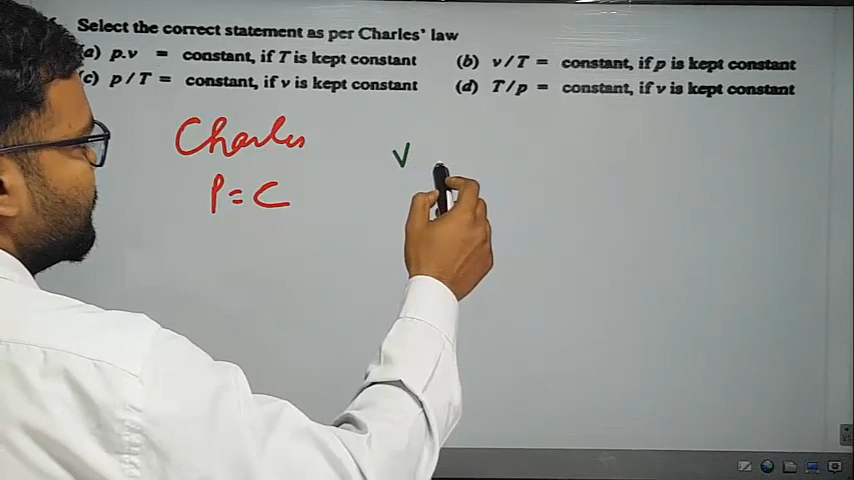 Select the correct statement as per Charles' law
a) p.v = constant, if T is kept constant (b) v/T = constant, if p is kept constant
(c) p/T = constant, if v is kept constant (d) T/p = constant, if v is kept constant
Charles
V
P = C